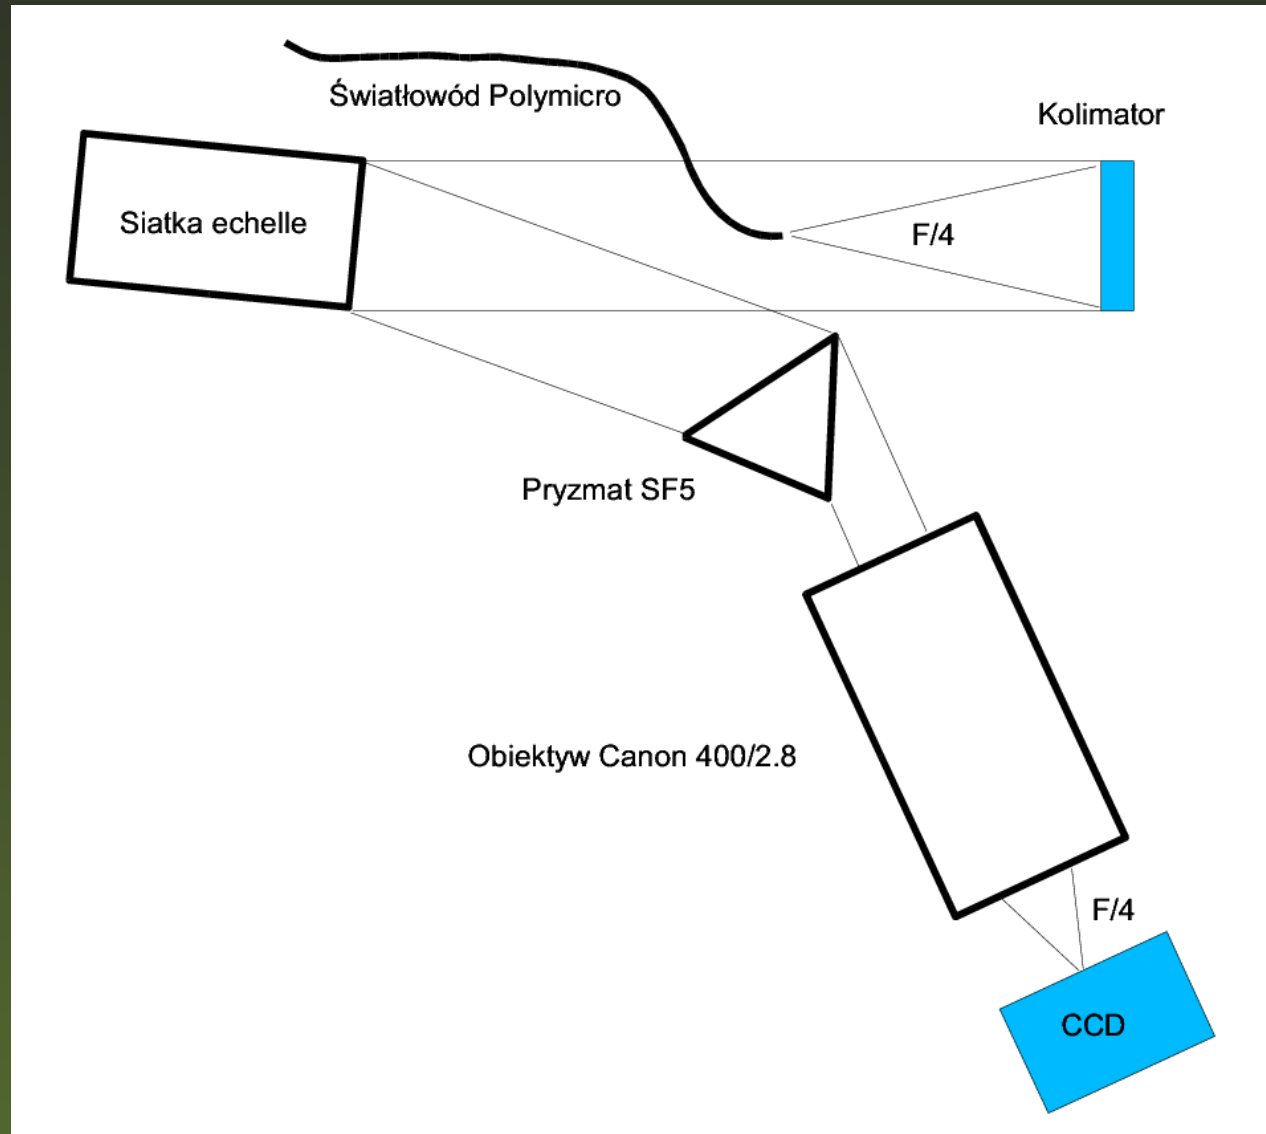 Światłowód Polymicro
Kolimator
Siatka echelle
F/4
Pryzmat SF5
Obiektyw Canon 400/2.8
F/4
CCD